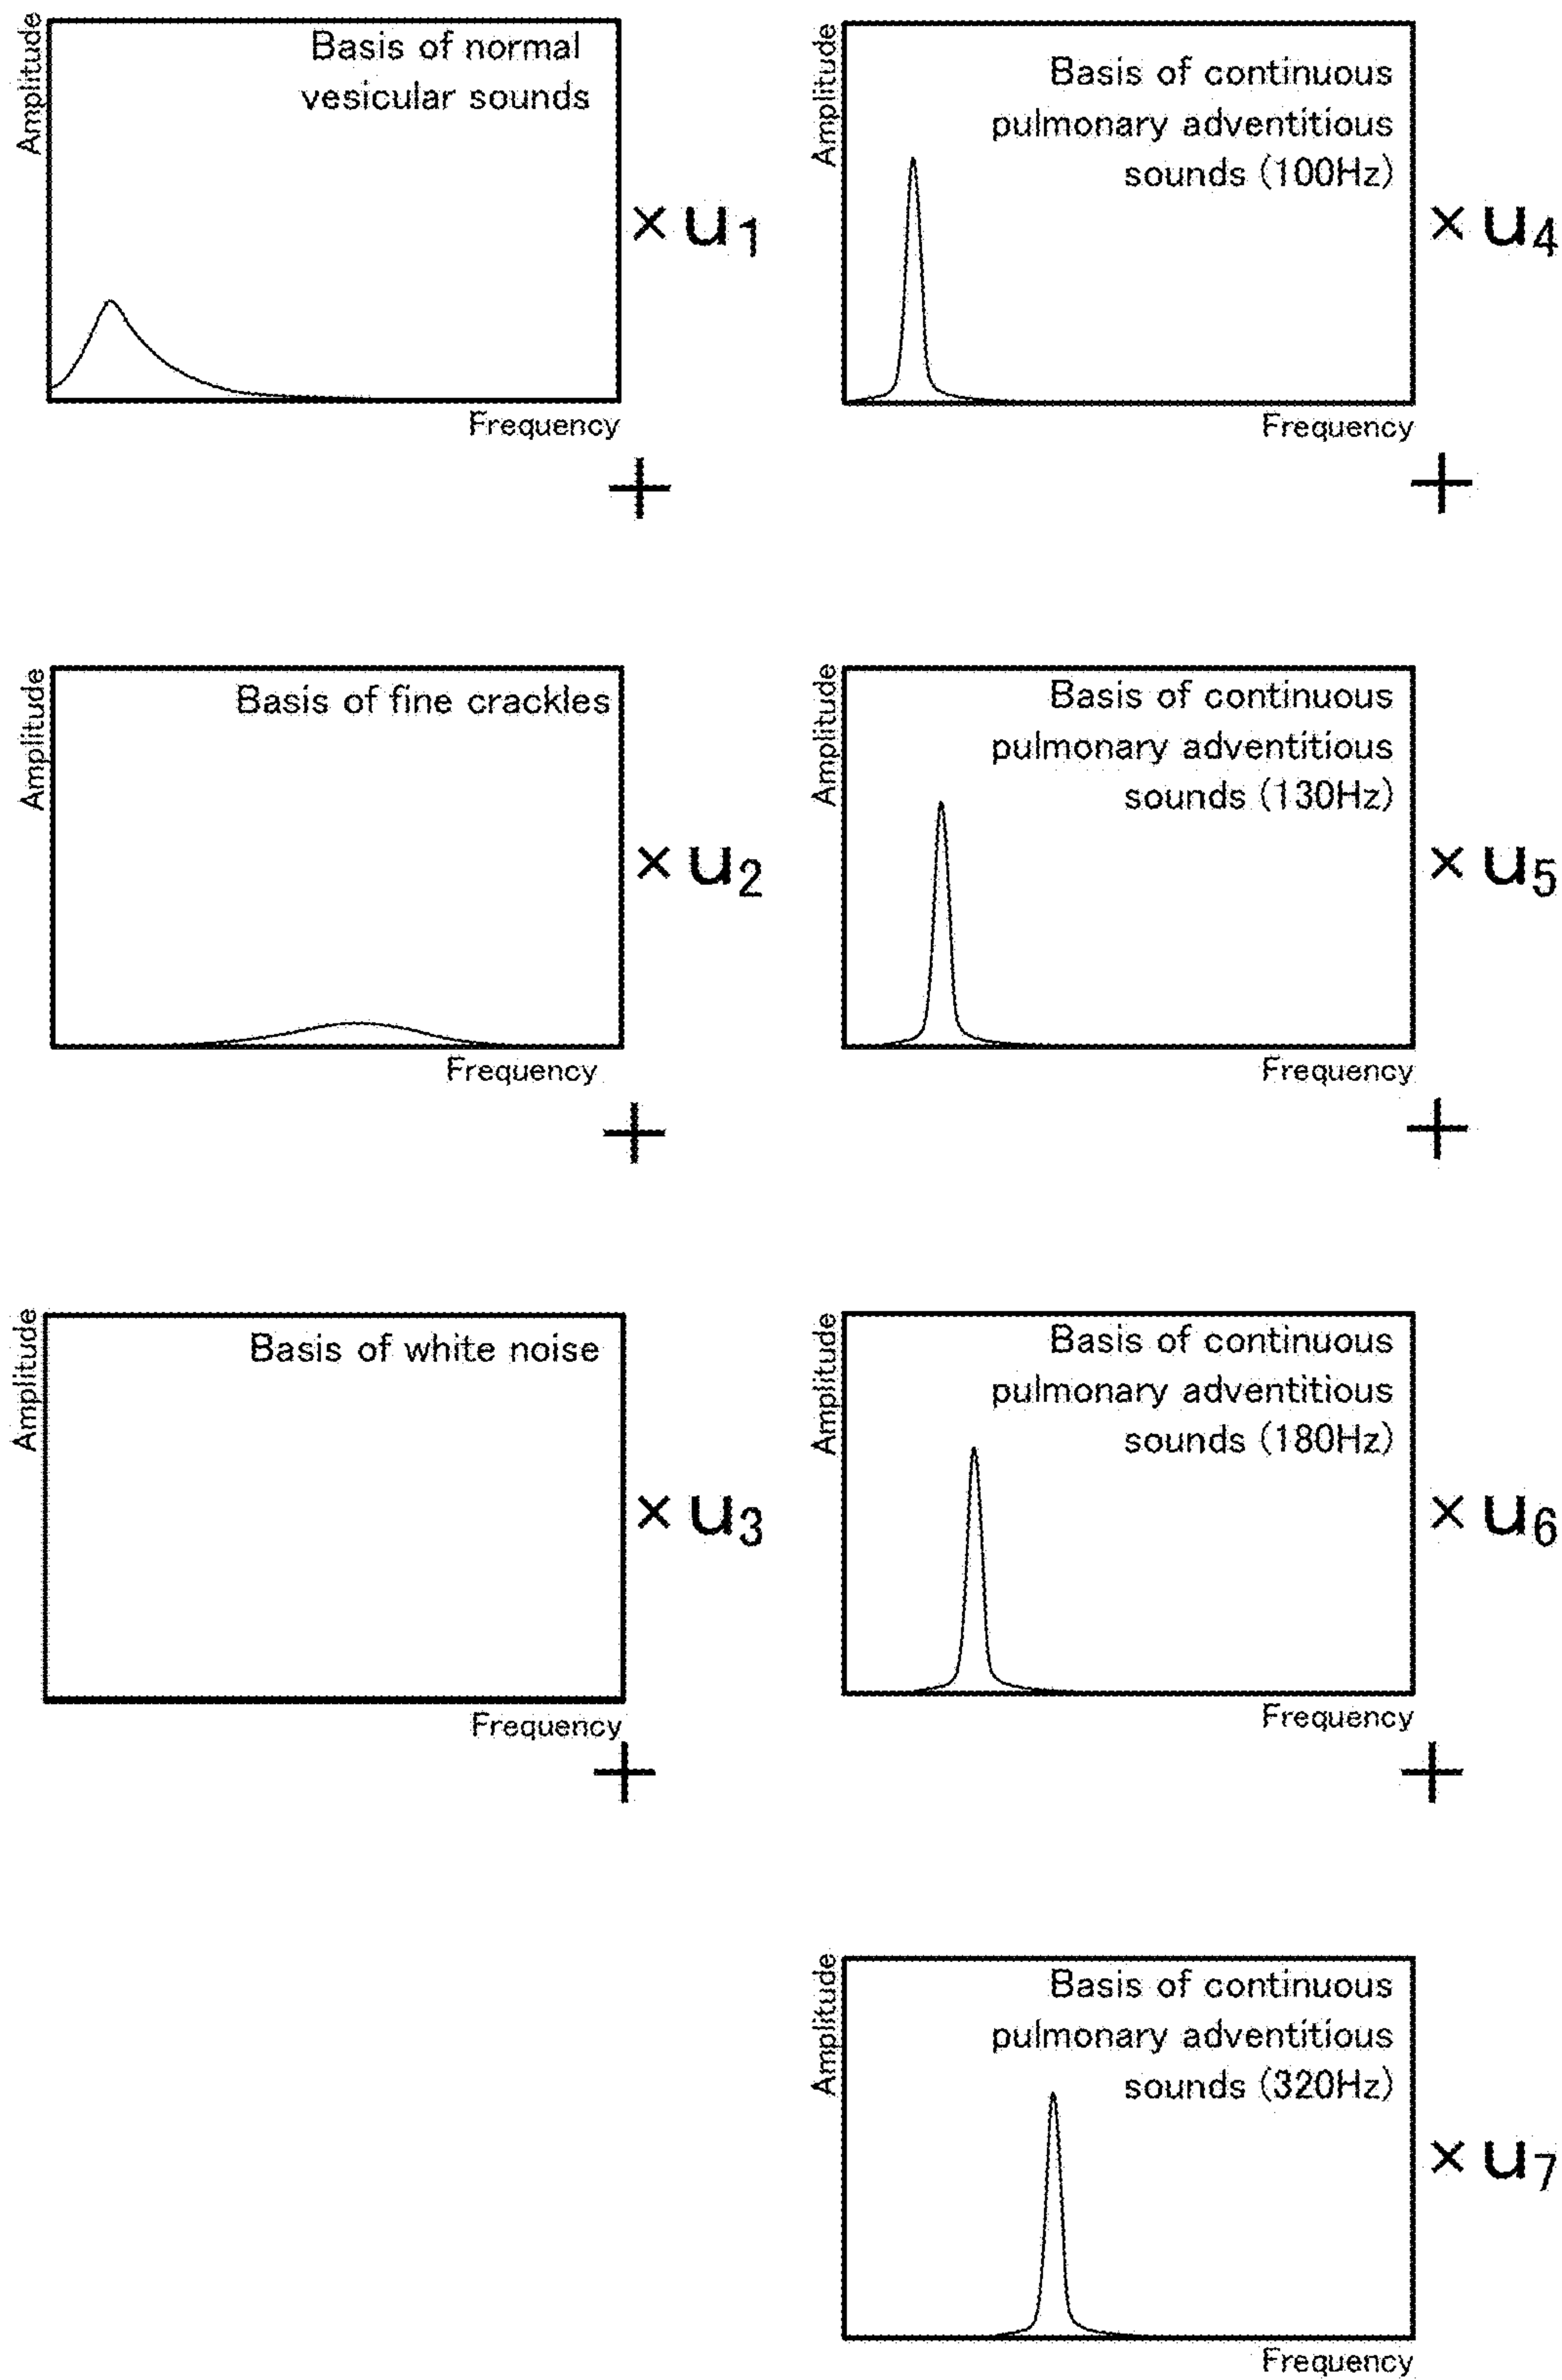 Amplitude
Basis of normal
vesicular sounds
Frequency
× u1
+
Amplitude
Basis of fine crackles
Frequency
× u2
+
Amplitude
Basis of white noise
Frequency
× u3
+
Amplitude
Basis of continuous
pulmonary adventitious
sounds (100Hz)
Frequency
× u4
+
Amplitude
Basis of continuous
pulmonary adventitious
sounds (130Hz)
Frequency
× u5
+
Amplitude
Basis of continuous
pulmonary adventitious
sounds (180Hz)
Frequency
× u6
+
Amplitude
Basis of continuous
pulmonary adventitious
sounds (320Hz)
Frequency
× u7